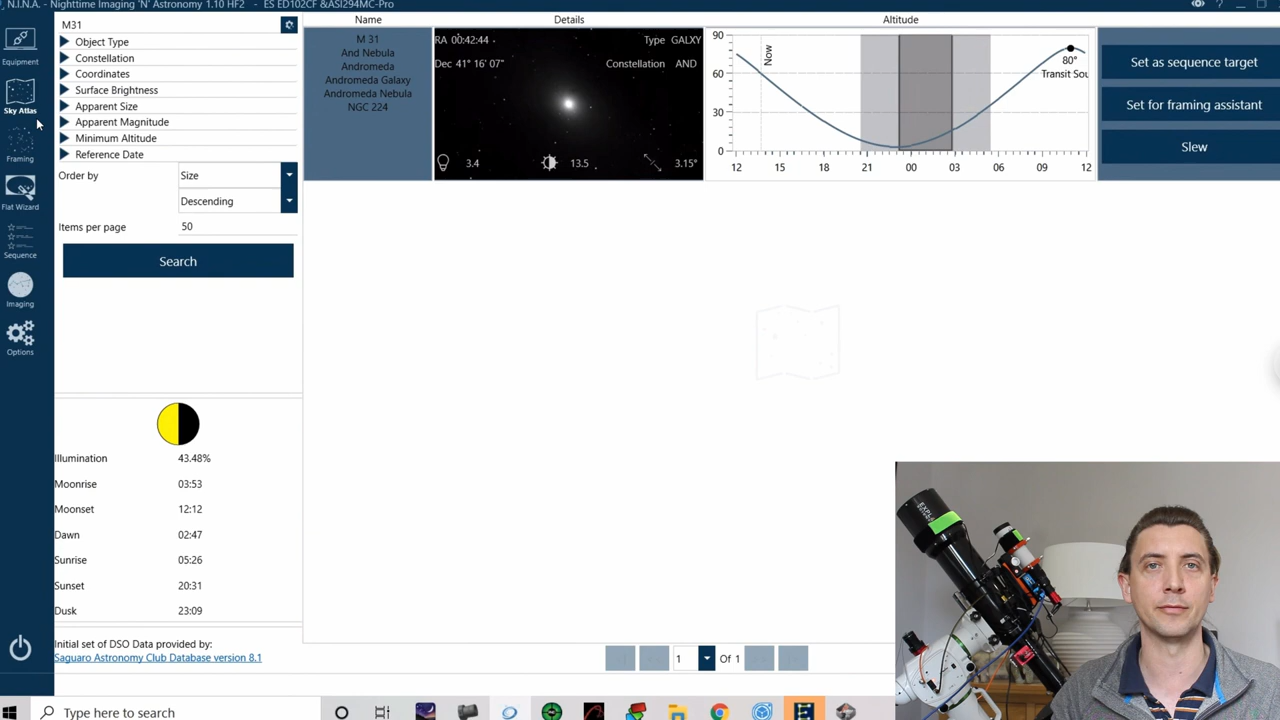 N.I.N.A. - Nighttime Imaging 'N' Astronomy 1.10 HF2 - ES ED102CF &ASI294MC-Pro
Equipment
Sky Atlas
Framing
Flat Wizard
Sequence
Imaging
Options
M31
Object Type
Constellation
Coordinates
Surface Brightness
Apparent Size
Apparent Magnitude
Minimum Altitude
Reference Date
Order by Size
Descending
Items per page 50
Search
Illumination 43.48%
Moonrise 03:53
Moonset 12:12
Dawn 02:47
Sunrise 05:26
Sunset 20:31
Dusk 23:09
Initial set of DSO Data provided by:
Saguaro Astronomy Club Database version 8.1
Name Details Altitude
M 31
And Nebula
Andromeda
Andromeda Galaxy
Andromeda Nebula
NGC 224
RA 00:42:44 Type GALXY
Dec 41° 16' 07" Constellation AND
3.4 13.5 3.15°
90
60
30
0
Now
80°
Transit Sou
12 15 18 21 00 03 06 09 12
Set as sequence target
Set for framing assistant
Slew
1 Of 1
Type here to search